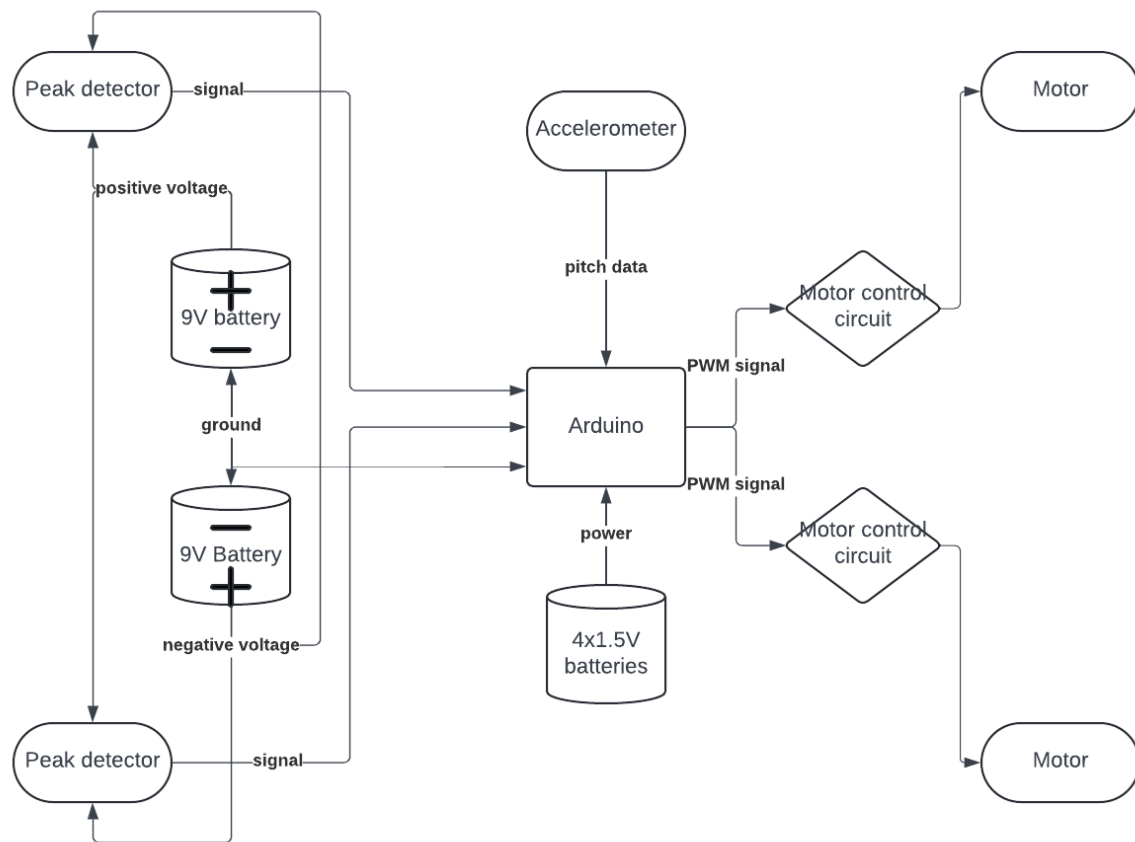 Peak detector
signal
Accelerometer
Motor
positive voltage
pitch data
Motor control
circuit
9V battery
PWM signal
ground
Arduino
PWM signal
power
Motor control
circuit
9V Battery
negative voltage
4x1.5V
batteries
Peak detector
signal
Motor